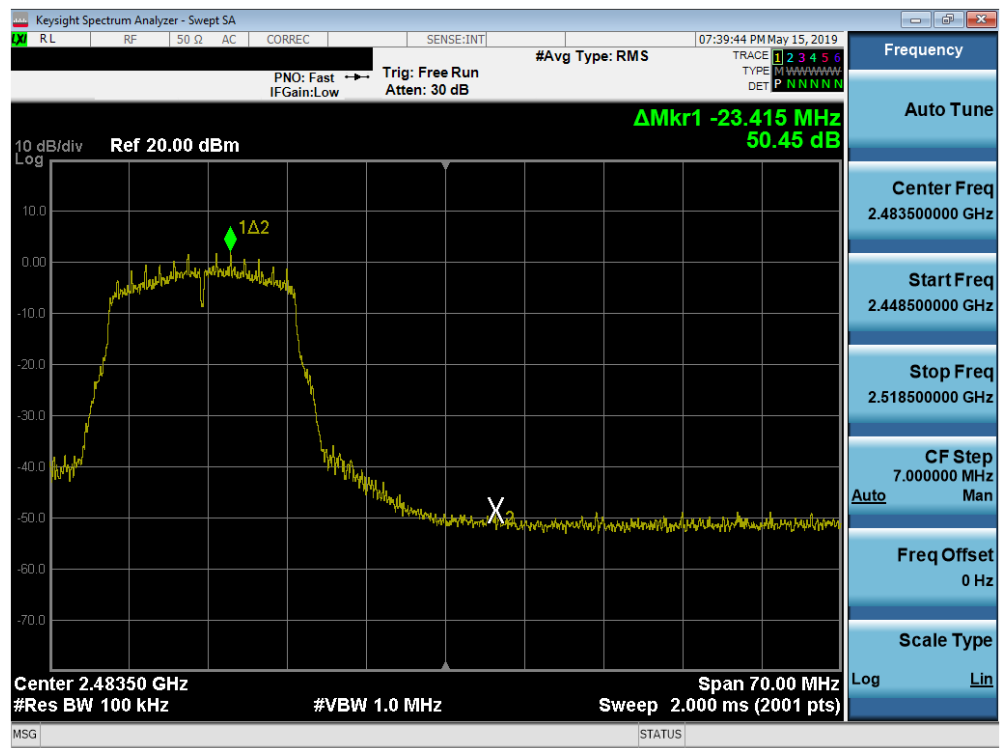 Keysight Spectrum Analyzer - Swept SA
LXI RL RF 50 Ω AC CORREC SENSE:INT 07:39:44 PM May 15, 2019
#Avg Type: RMS
TRACE 1 2 3 4 5 6
PNO: Fast Trig: Free Run
TYPE M WWWWW
IFGain:Low Atten: 30 dB
DET P N N N N N
ΔMkr1 -23.415 MHz
50.45 dB
10 dB/div Ref 20.00 dBm
Log
1Δ2
10.0
0.00
-10.0
-20.0
-30.0
-40.0
-50.0
X2
-60.0
-70.0
Center 2.48350 GHz Span 70.00 MHz
#Res BW 100 kHz #VBW 1.0 MHz Sweep 2.000 ms (2001 pts)
MSG STATUS
Frequency
Auto Tune
Center Freq
2.483500000 GHz
Start Freq
2.448500000 GHz
Stop Freq
2.518500000 GHz
CF Step
7.000000 MHz
Auto Man
Freq Offset
0 Hz
Scale Type
Log Lin